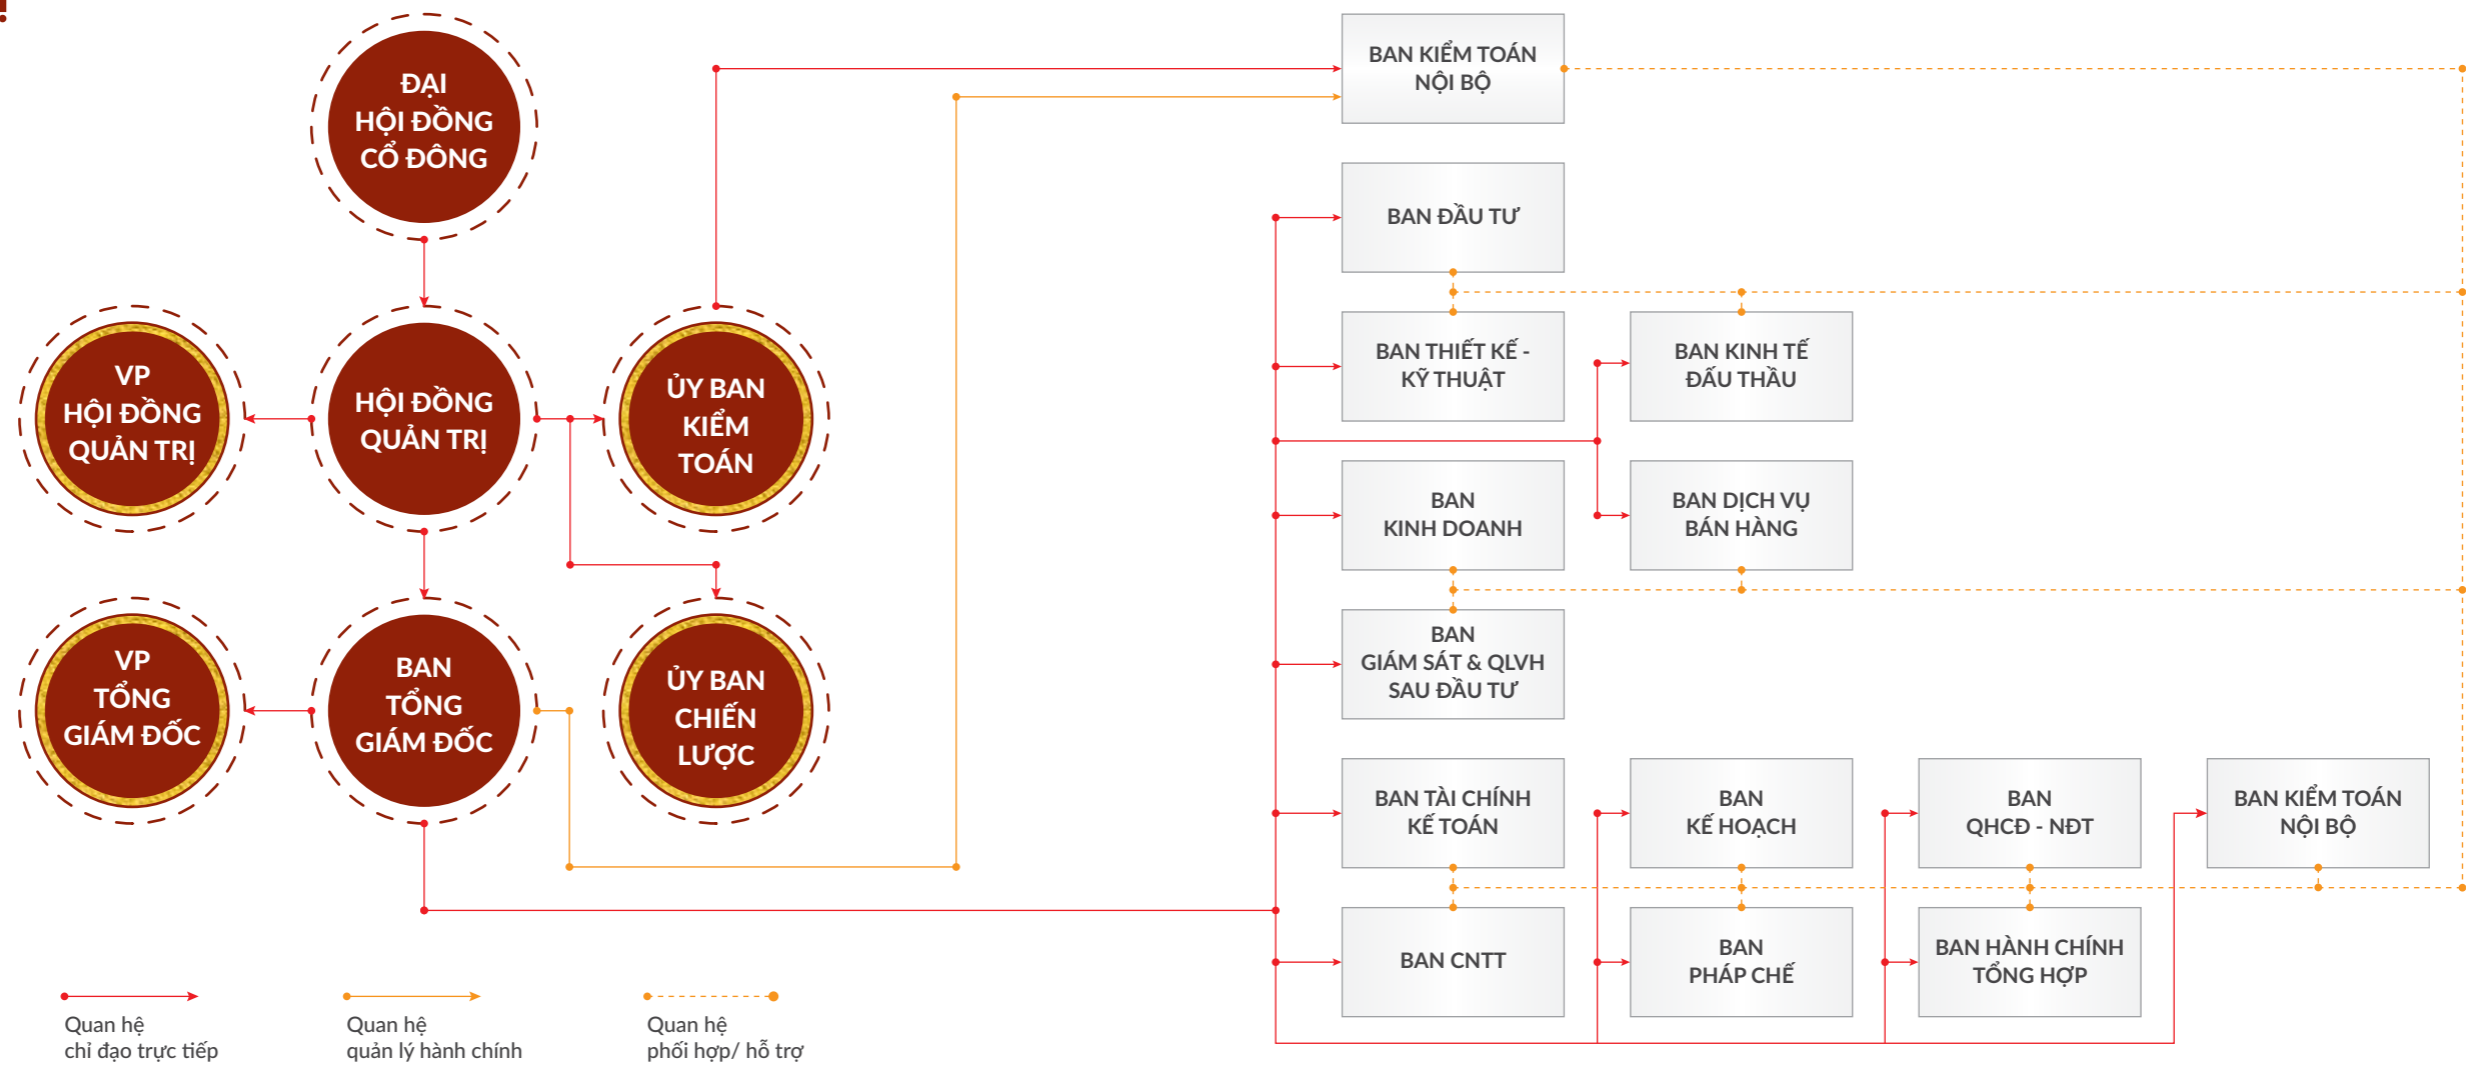 ĐẠI
HỘI ĐỒNG
CỔ ĐÔNG
VP
HỘI ĐỒNG
QUẢN TRỊ
HỘI ĐỒNG
QUẢN TRỊ
ỦY BAN
KIỂM
TOÁN
VP
TỔNG
GIÁM ĐỐC
BAN
TỔNG
GIÁM ĐỐC
ỦY BAN
CHIẾN
LƯỢC
BAN KIỂM TOÁN
NỘI BỘ
BAN ĐẦU TƯ
BAN THIẾT KẾ -
KỸ THUẬT
BAN KINH TẾ
ĐẤU THẦU
BAN
KINH DOANH
BAN DỊCH VỤ
BÁN HÀNG
BAN
GIÁM SÁT & QLVH
SAU ĐẦU TƯ
BAN TÀI CHÍNH
KẾ TOÁN
BAN
KẾ HOẠCH
BAN
QHCĐ - NĐT
BAN KIỂM TOÁN
NỘI BỘ
BAN CNTT
BAN
PHÁP CHẾ
BAN HÀNH CHÍNH
TỔNG HỢP
Quan hệ
chỉ đạo trực tiếp
Quan hệ
quản lý hành chính
Quan hệ
phối hợp/ hỗ trợ